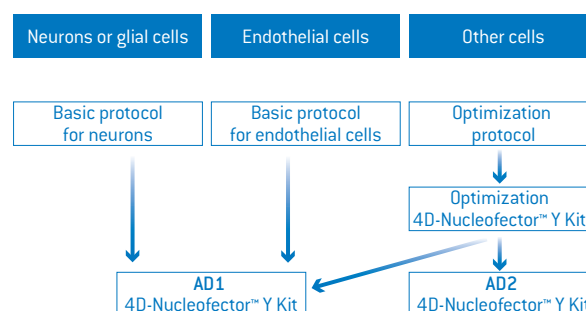 Neurons or glial cells
Endothelial cells
Other cells
Basic protocol
for neurons
Basic protocol
for endothelial cells
Optimization
protocol
Optimization
4D-Nucleofector™ Y Kit
AD1
4D-Nucleofector™ Y Kit
AD2
4D-Nucleofector™ Y Kit